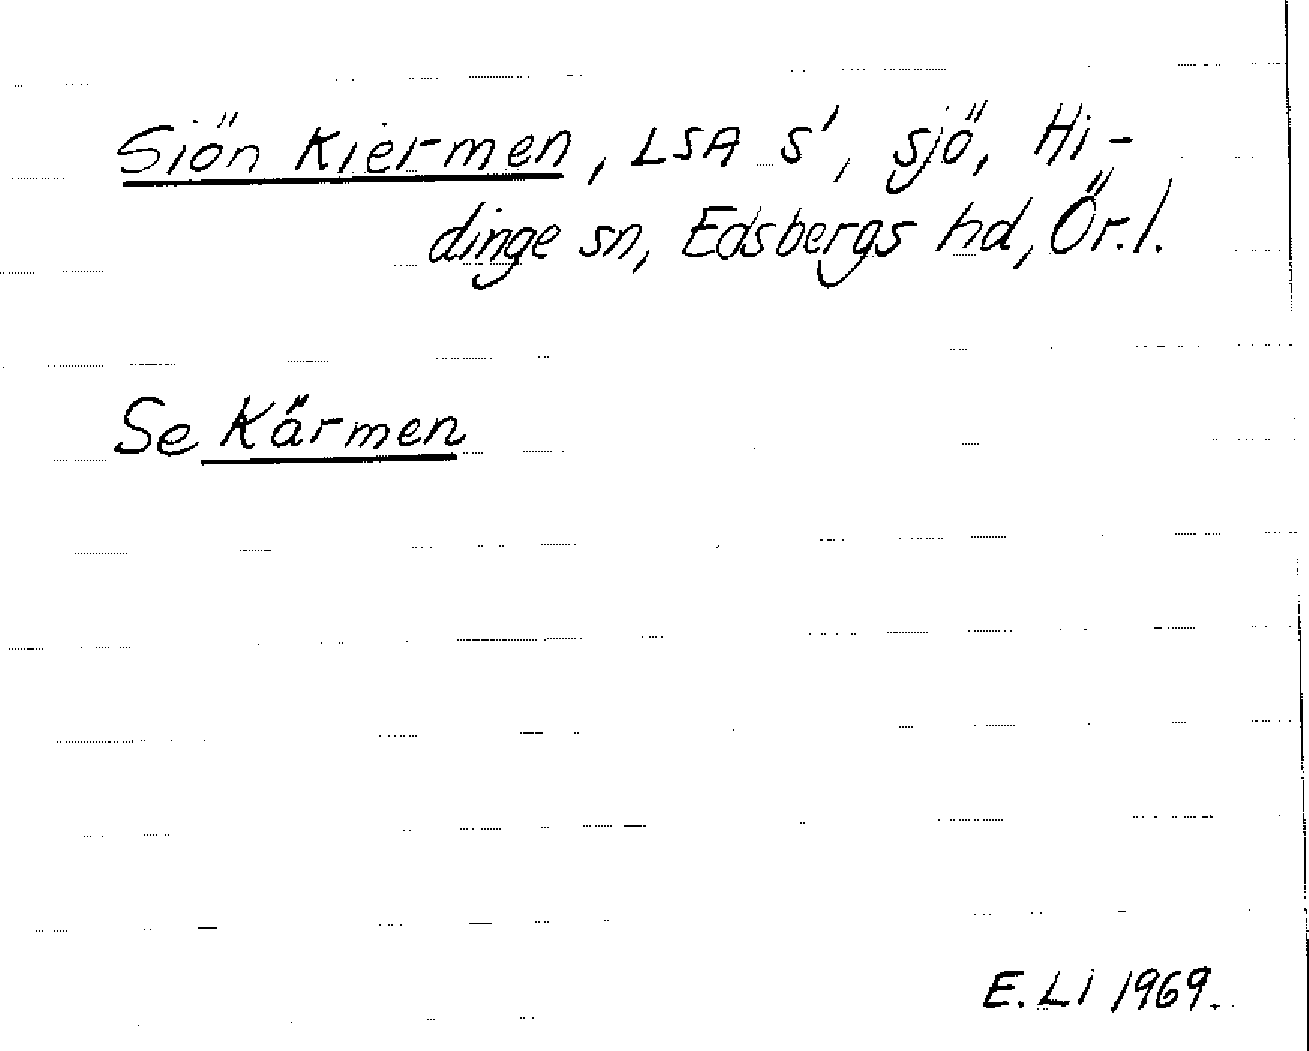 Siön Kiermen, LSA S', sjö, Hi-
dinge sn, Edsbergs hd, Ör. l.
Se Kärmen
E. Li 1969.